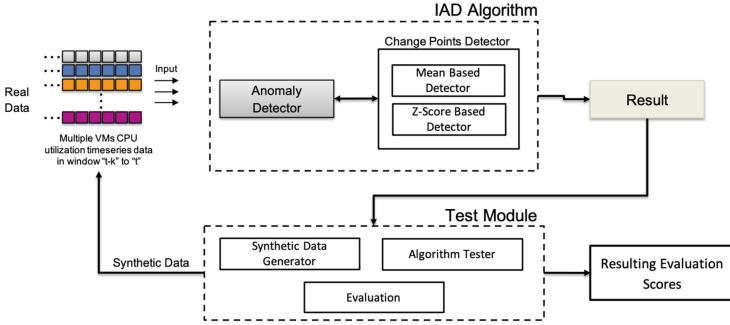 IAD Algorithm
Change Points Detector
Input
Real
Data
Mean Based
Detector
Anomaly
Detector
Z-Score Based
Detector
Result
Multiple VMs CPU
utilization timeseries data
in window “t-k” to “t”
Test Module
Synthetic Data
Synthetic Data
Generator
Algorithm Tester
Evaluation
Resulting Evaluation
Scores